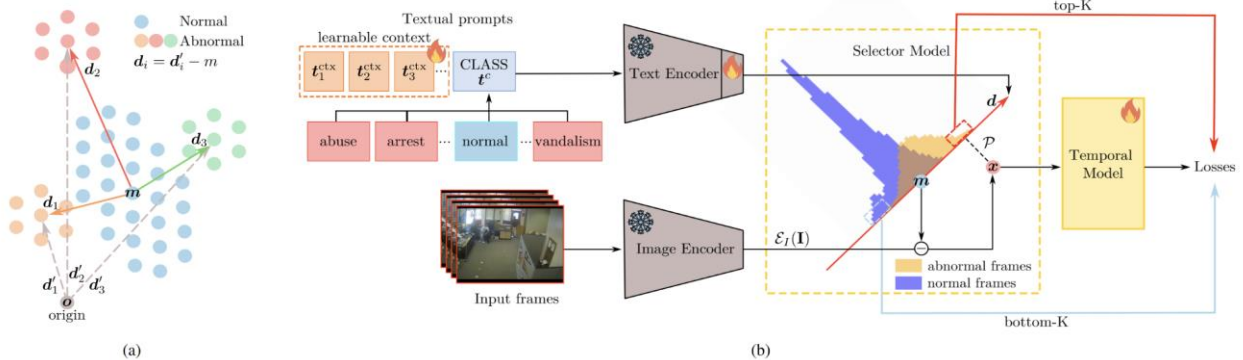 Normal
Abnormal
d_i = d'_i − m
d_2
d_3
m
d_1
d'_1
d'_2
d'_3
o
origin
(a)
Textual prompts
learnable context
t_1^ctx t_2^ctx t_3^ctx ... CLASS t^c
abuse arrest ... normal ... vandalism
Input frames
Text Encoder
Image Encoder
ℰ_I(I)
Selector Model
top-K
d
𝒫
m
x
−
abnormal frames
normal frames
Temporal
Model
Losses
bottom-K
(b)